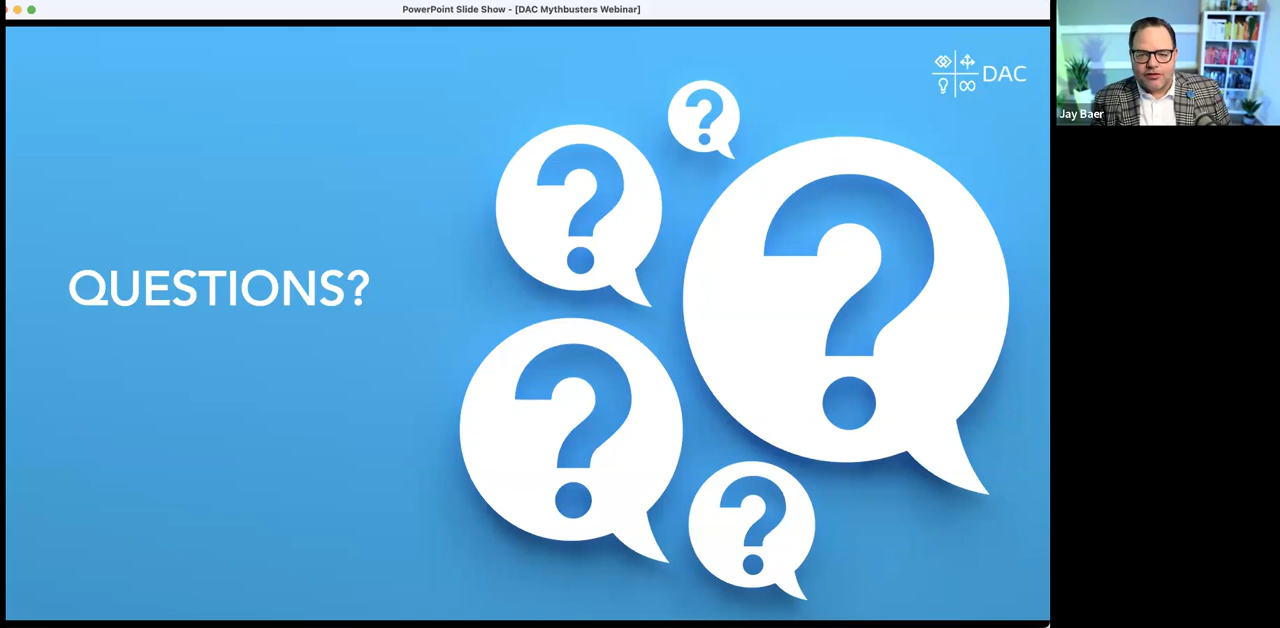 PowerPoint Slide Show - [DAC Mythbusters Webinar]
DAC
Jay Baer
QUESTIONS?